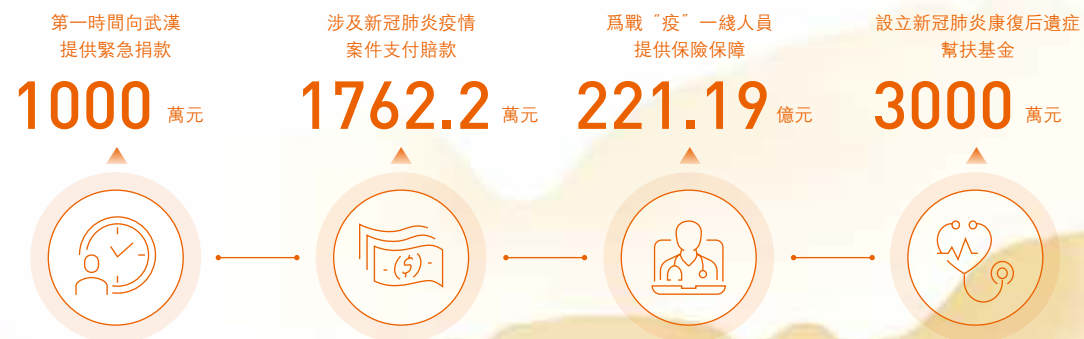 第一時間向武漢
提供緊急捐款
1000 萬元
涉及新冠肺炎疫情
案件支付賠款
1762.2 萬元
爲戰“疫”一綫人員
提供保險保障
221.19 億元
設立新冠肺炎康復后遺症
幫扶基金
3000 萬元
($)